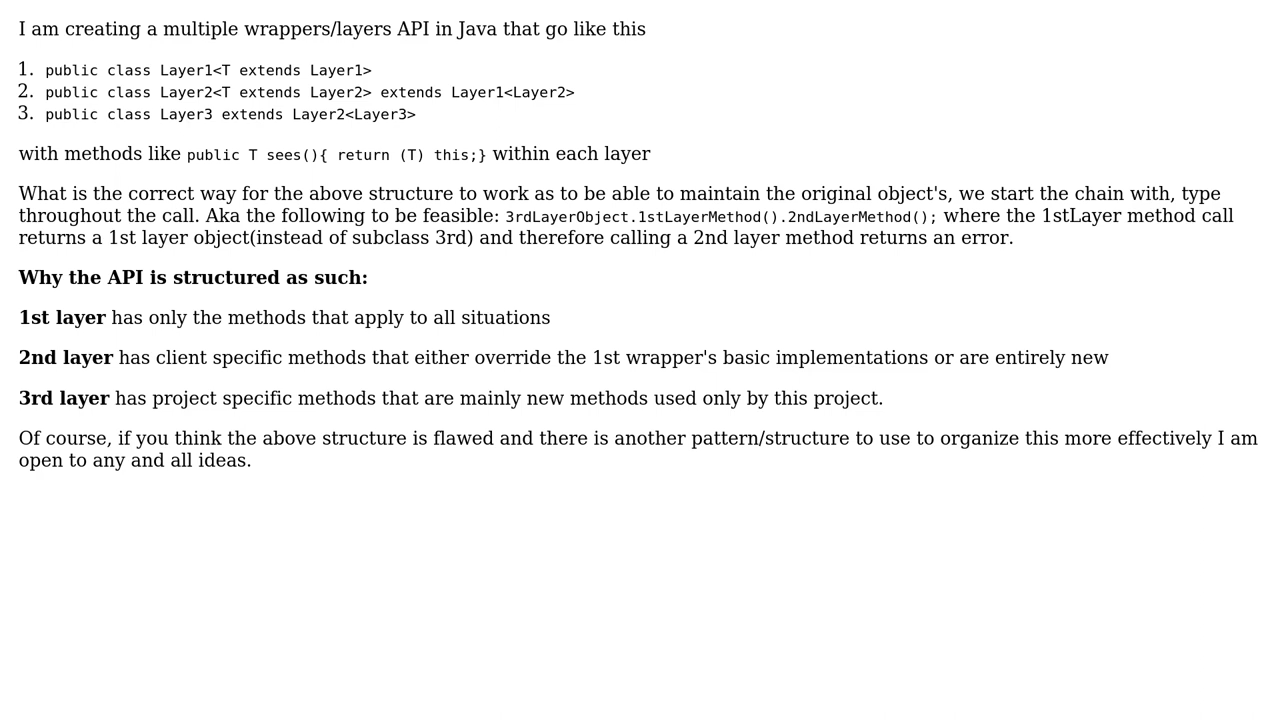 I am creating a multiple wrappers/layers API in Java that go like this
1. public class Layer1<T extends Layer1>
2. public class Layer2<T extends Layer2> extends Layer1<Layer2>
3. public class Layer3 extends Layer2<Layer3>
with methods like public T sees(){ return (T) this;} within each layer
What is the correct way for the above structure to work as to be able to maintain the original object's, we start the chain with, type
throughout the call. Aka the following to be feasible: 3rdLayerObject.1stLayerMethod().2ndLayerMethod(); where the 1stLayer method call
returns a 1st layer object(instead of subclass 3rd) and therefore calling a 2nd layer method returns an error.
Why the API is structured as such:
1st layer has only the methods that apply to all situations
2nd layer has client specific methods that either override the 1st wrapper's basic implementations or are entirely new
3rd layer has project specific methods that are mainly new methods used only by this project.
Of course, if you think the above structure is flawed and there is another pattern/structure to use to organize this more effectively I am
open to any and all ideas.